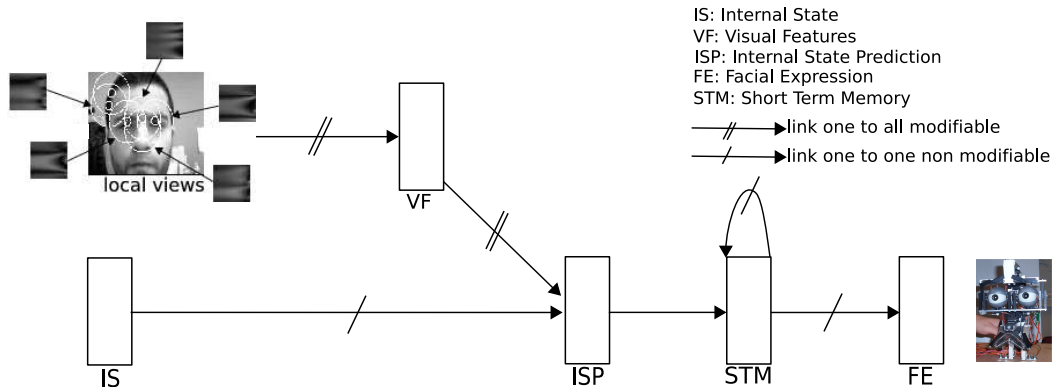 IS: Internal State
VF: Visual Features
ISP: Internal State Prediction
FE: Facial Expression
STM: Short Term Memory
link one to all modifiable
link one to one non modifiable
local views
VF
IS
ISP
STM
FE